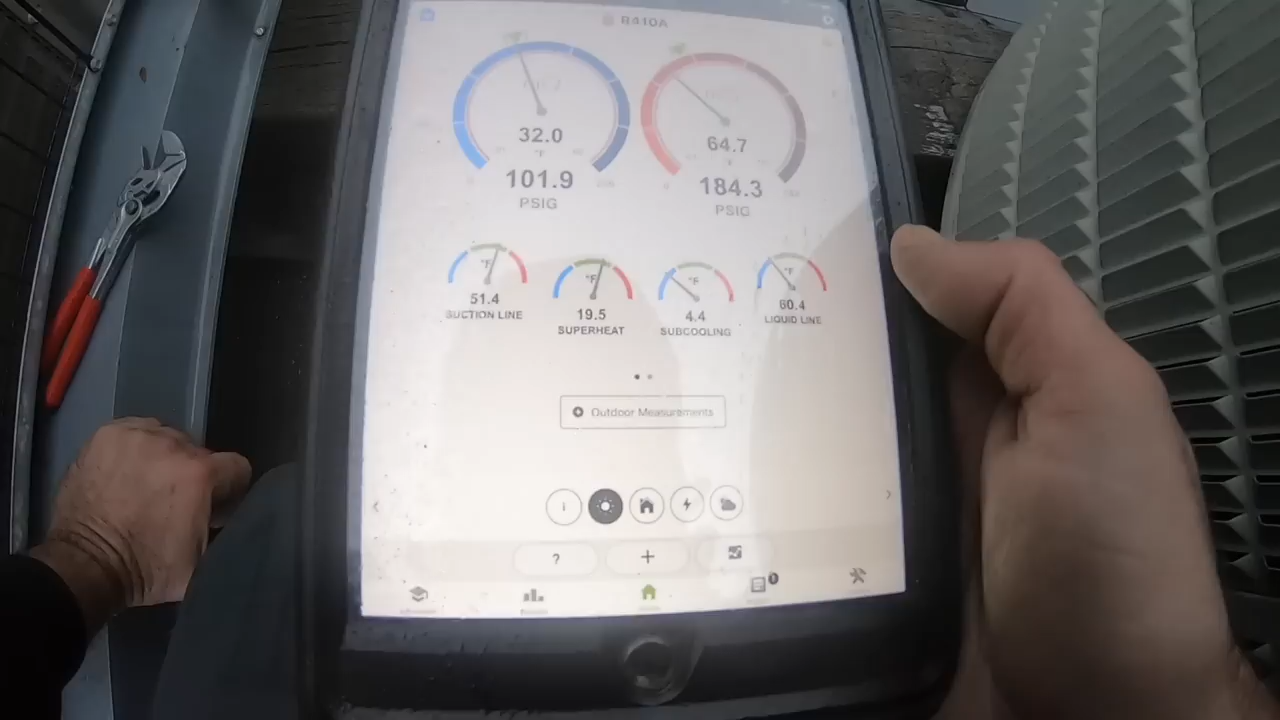 R410A
32.0
°F
101.9
PSIG
64.7
°F
184.3
PSIG
°F
51.4
SUCTION LINE
°F
19.5
SUPERHEAT
°F
4.4
SUBCOOLING
°F
60.4
LIQUID LINE
Outdoor Measurements
i
?
+